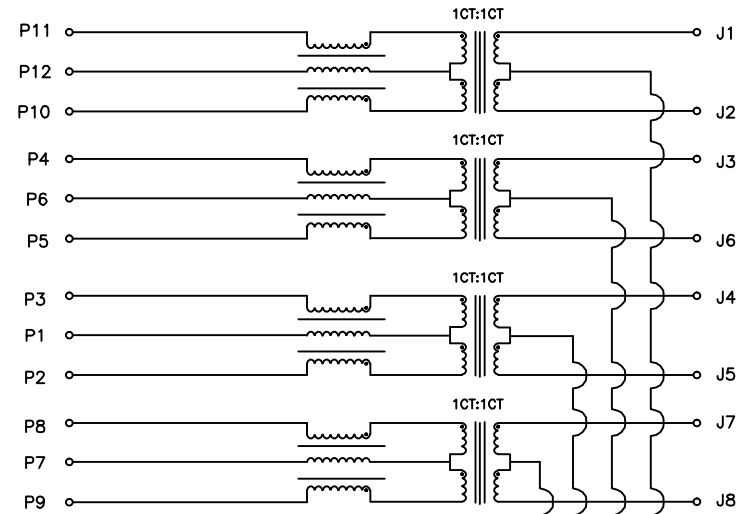 1CT:1CT
P11 J1
P12
P10 J2
1CT:1CT
P4 J3
P6
P5 J6
1CT:1CT
P3 J4
P1
P2 J5
1CT:1CT
P8 J7
P7
P9 J8